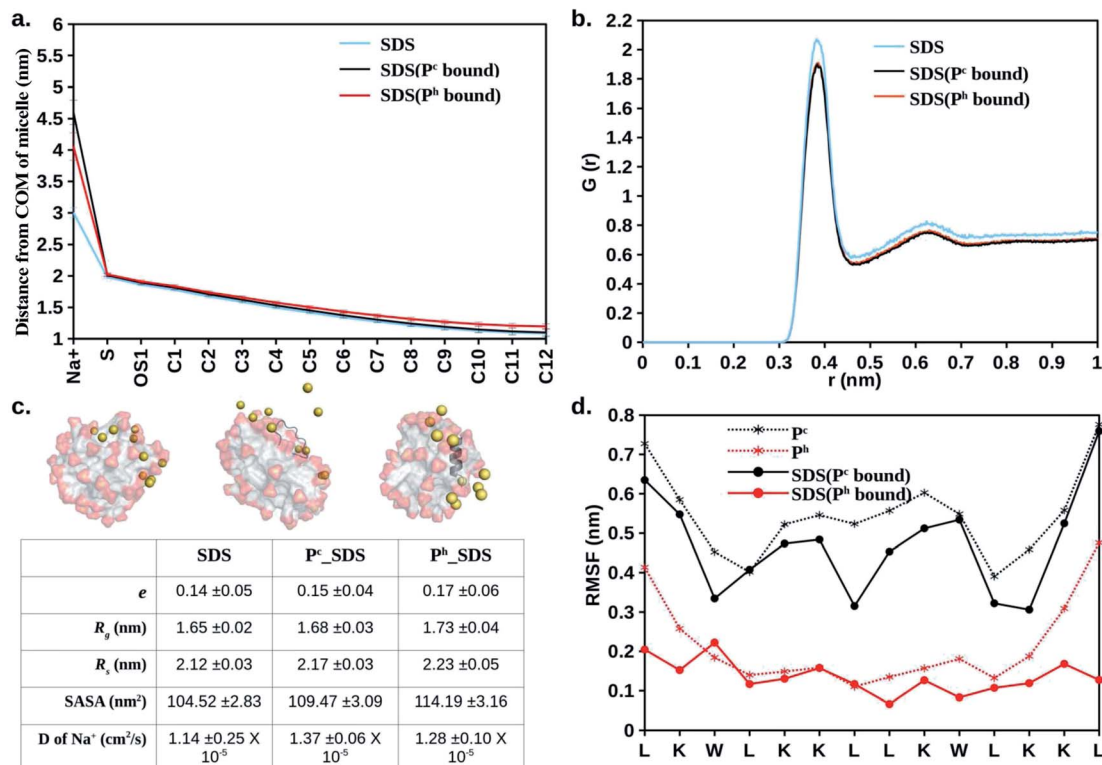 a.
6
5.5
5
4.5
4
3.5
3
2.5
2
1.5
1
Distance from COM of micelle (nm)
SDS
SDS(Pᶜ bound)
SDS(Pʰ bound)
Na+
S
OS1
C1
C2
C3
C4
C5
C6
C7
C8
C9
C10
C11
C12
b.
2.2
2
1.8
1.6
1.4
1.2
1
0.8
0.6
0.4
0.2
0
G (r)
SDS
SDS(Pᶜ bound)
SDS(Pʰ bound)
0 0.1 0.2 0.3 0.4 0.5 0.6 0.7 0.8 0.9 1
r (nm)
c.
SDS Pᶜ_SDS Pʰ_SDS
e 0.14 ±0.05 0.15 ±0.04 0.17 ±0.06
R_g (nm) 1.65 ±0.02 1.68 ±0.03 1.73 ±0.04
R_s (nm) 2.12 ±0.03 2.17 ±0.03 2.23 ±0.05
SASA (nm²) 104.52 ±2.83 109.47 ±3.09 114.19 ±3.16
D of Na⁺ (cm²/s) 1.14 ±0.25 X 1.37 ±0.06 X 1.28 ±0.10 X
10⁻⁵ 10⁻⁵ 10⁻⁵
d.
0.8
0.7
0.6
0.5
0.4
0.3
0.2
0.1
0
RMSF (nm)
Pᶜ
Pʰ
SDS(Pᶜ bound)
SDS(Pʰ bound)
L K W L K K L L K W L K K L